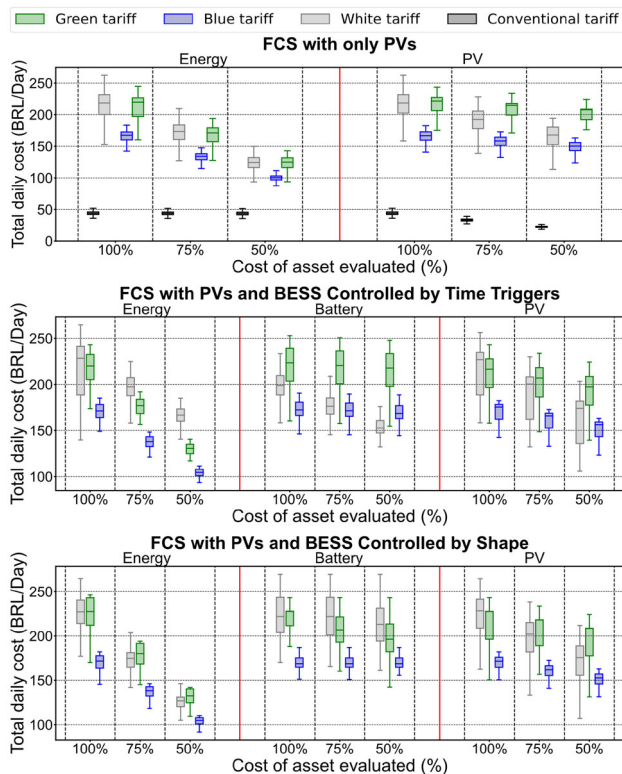 Green tariff Blue tariff White tariff Conventional tariff
FCS with only PVs
Energy PV
Total daily cost (BRL/Day)
250
200
150
100
50
0
100% 75% 50% 100% 75% 50%
Cost of asset evaluated (%)
FCS with PVs and BESS Controlled by Time Triggers
Energy Battery PV
Total daily cost (BRL/Day)
250
200
150
100
100% 75% 50% 100% 75% 50% 100% 75% 50%
Cost of asset evaluated (%)
FCS with PVs and BESS Controlled by Shape
Energy Battery PV
Total daily cost (BRL/Day)
250
200
150
100
100% 75% 50% 100% 75% 50% 100% 75% 50%
Cost of asset evaluated (%)